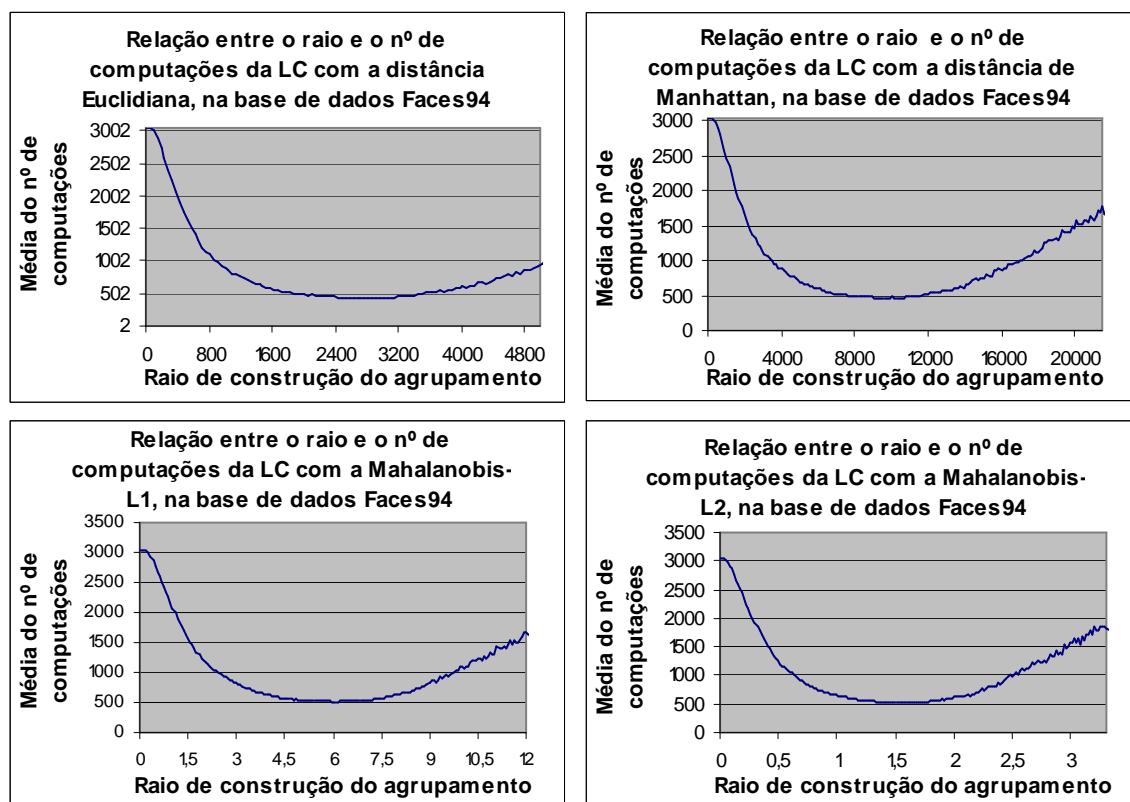 Relação entre o raio e o nº de
computações da LC com a distância
Euclidiana, na base de dados Faces94
Média do nº de
computações
3002
2502
2002
1502
1002
502
2
0 800 1600 2400 3200 4000 4800
Raio de construção do agrupamento
Relação entre o raio e o nº de
computações da LC com a distância de
Manhattan, na base de dados Faces94
Média do nº de
computações
3000
2500
2000
1500
1000
500
0
0 4000 8000 12000 16000 20000
Raio de construção do agrupamento
Relação entre o raio e o nº de
computações da LC com a Mahalanobis-
L1, na base de dados Faces94
Média do nº de
computações
3500
3000
2500
2000
1500
1000
500
0
0 1,5 3 4,5 6 7,5 9 10,5 12
Raio de construção do agrupamento
Relação entre o raio e o nº de
computações da LC com a Mahalanobis-
L2, na base de dados Faces94
Média do nº de
computações
3500
3000
2500
2000
1500
1000
500
0
0 0,5 1 1,5 2 2,5 3
Raio de construção do agrupamento